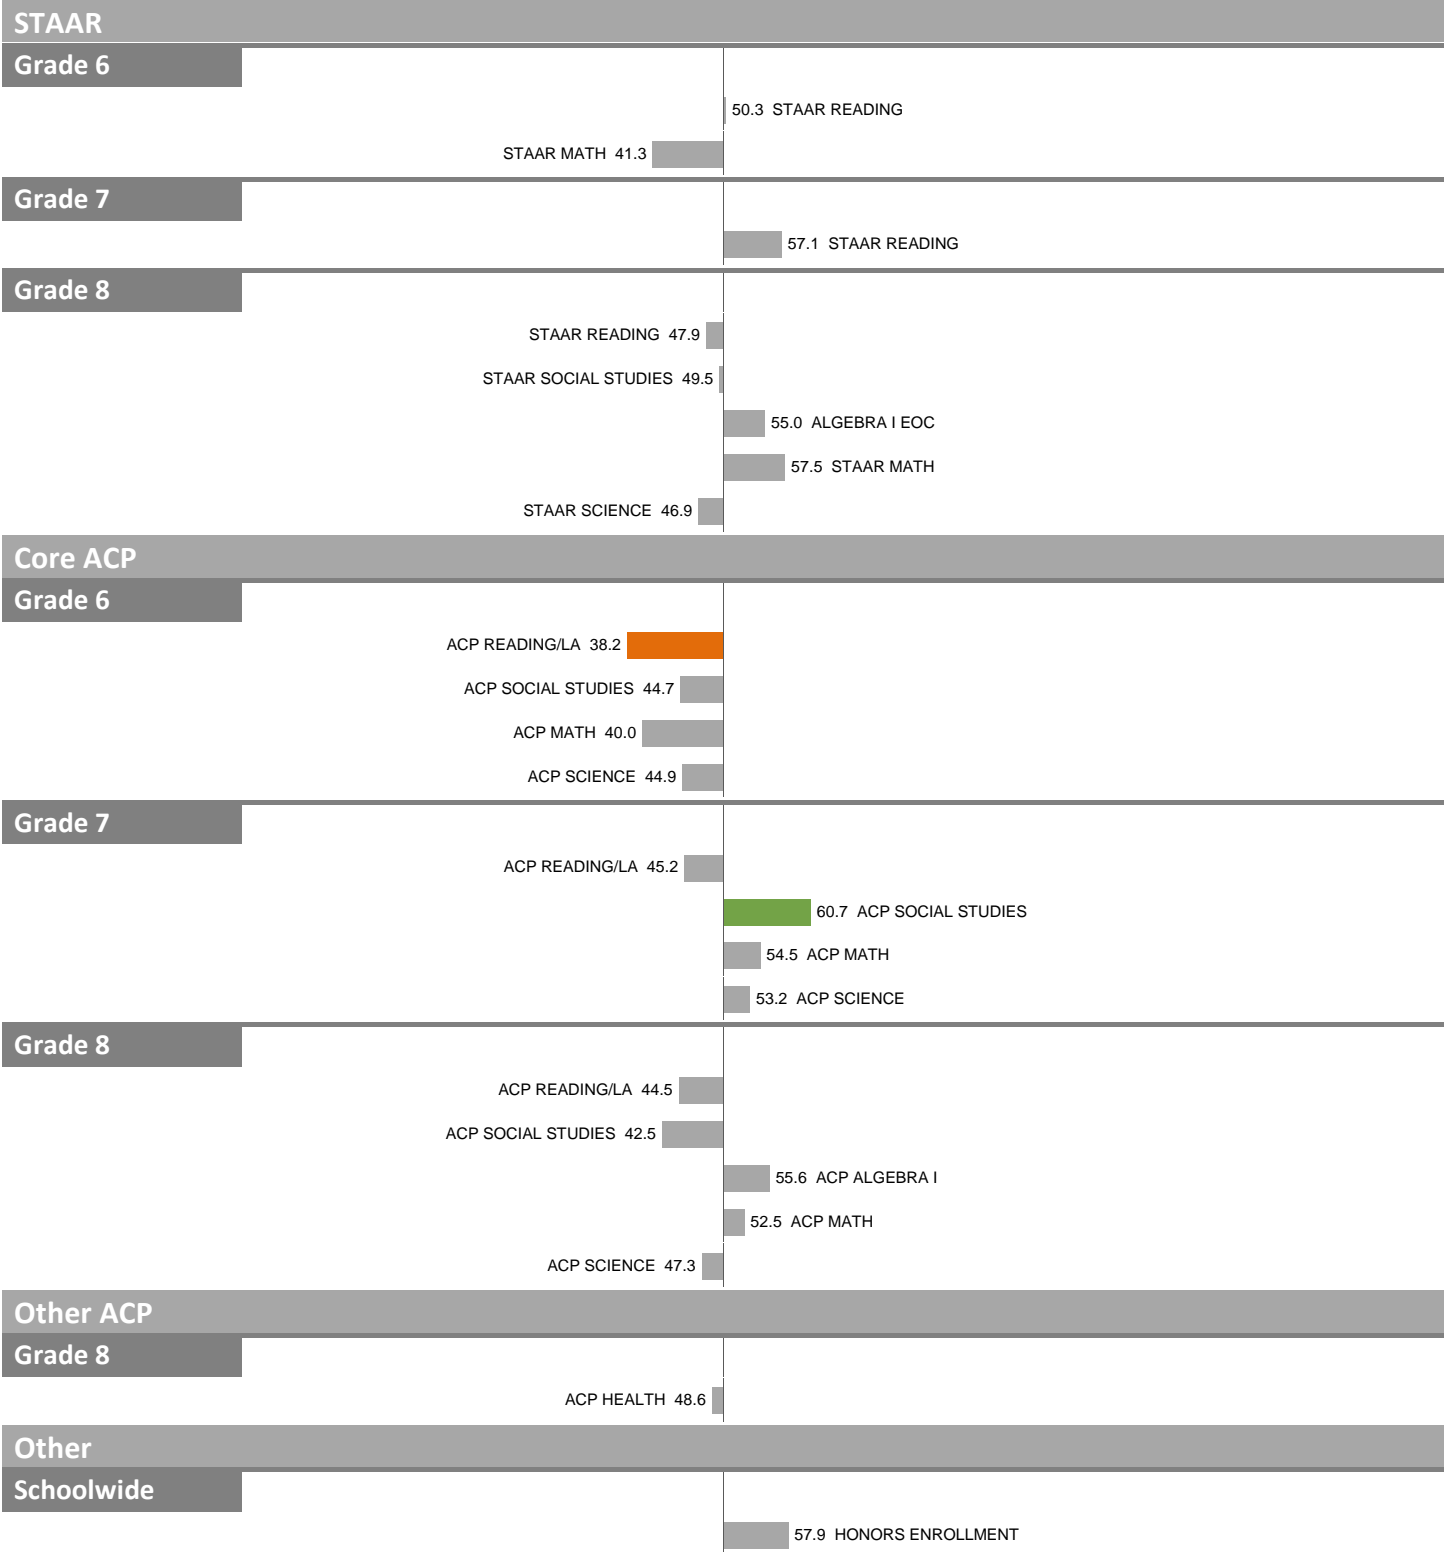 STAAR
Grade 6
50.3 STAAR READING
STAAR MATH 41.3
Grade 7
57.1 STAAR READING
Grade 8
STAAR READING 47.9
STAAR SOCIAL STUDIES 49.5
55.0 ALGEBRA I EOC
57.5 STAAR MATH
STAAR SCIENCE 46.9
Core ACP
Grade 6
ACP READING/LA 38.2
ACP SOCIAL STUDIES 44.7
ACP MATH 40.0
ACP SCIENCE 44.9
Grade 7
ACP READING/LA 45.2
60.7 ACP SOCIAL STUDIES
54.5 ACP MATH
53.2 ACP SCIENCE
Grade 8
ACP READING/LA 44.5
ACP SOCIAL STUDIES 42.5
55.6 ACP ALGEBRA I
52.5 ACP MATH
ACP SCIENCE 47.3
Other ACP
Grade 8
ACP HEALTH 48.6
Other
Schoolwide
57.9 HONORS ENROLLMENT